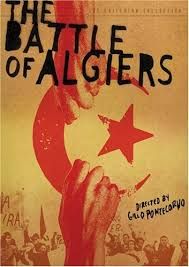 THE CRITERION COLLECTION
THE
BATTLE
OF ALGIERS
DIRECTED BY
GILLO PONTECORVO